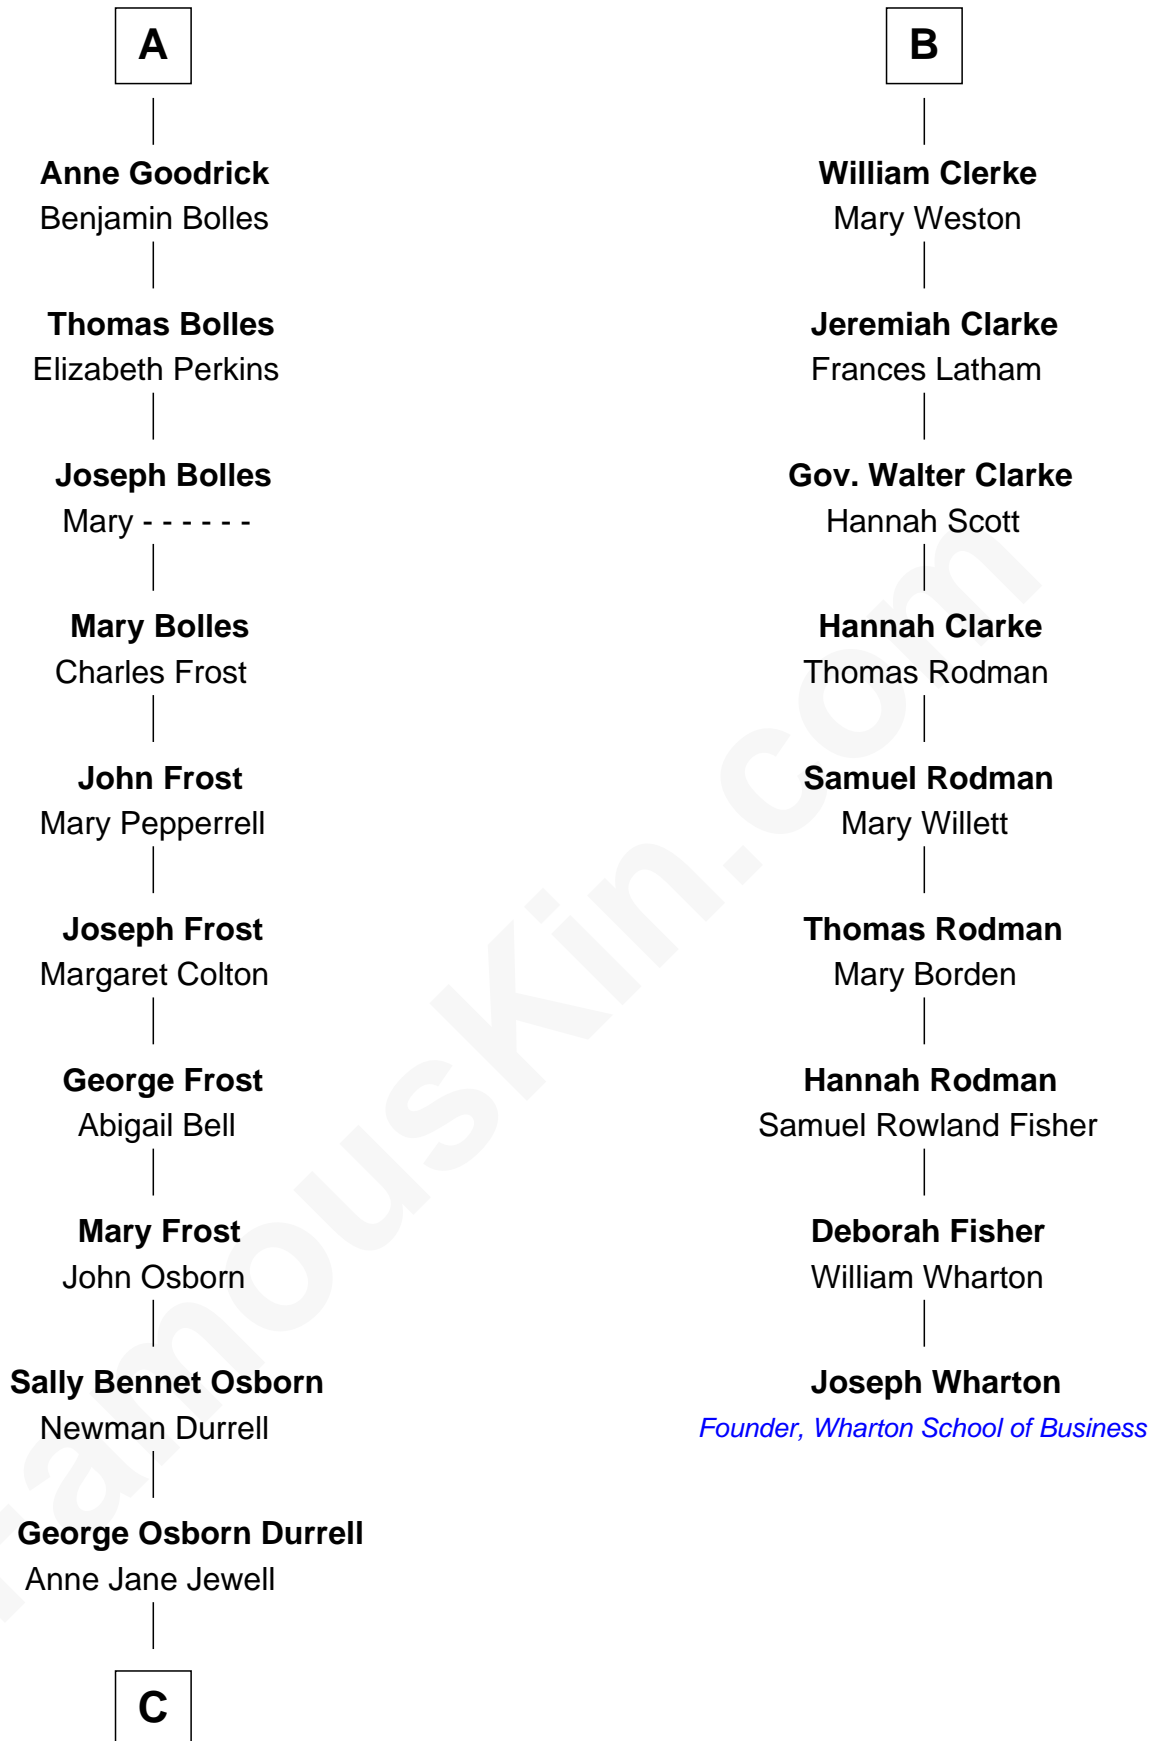 A
Anne Goodrick
Benjamin Bolles
Thomas Bolles
Elizabeth Perkins
Joseph Bolles
Mary - - - - - -
Mary Bolles
Charles Frost
John Frost
Mary Pepperrell
Joseph Frost
Margaret Colton
George Frost
Abigail Bell
Mary Frost
John Osborn
Sally Bennet Osborn
Newman Durrell
George Osborn Durrell
Anne Jane Jewell
C
B
William Clerke
Mary Weston
Jeremiah Clarke
Frances Latham
Gov. Walter Clarke
Hannah Scott
Hannah Clarke
Thomas Rodman
Samuel Rodman
Mary Willett
Thomas Rodman
Mary Borden
Hannah Rodman
Samuel Rowland Fisher
Deborah Fisher
William Wharton
Joseph Wharton
Founder, Wharton School of Business
FamousKin.com